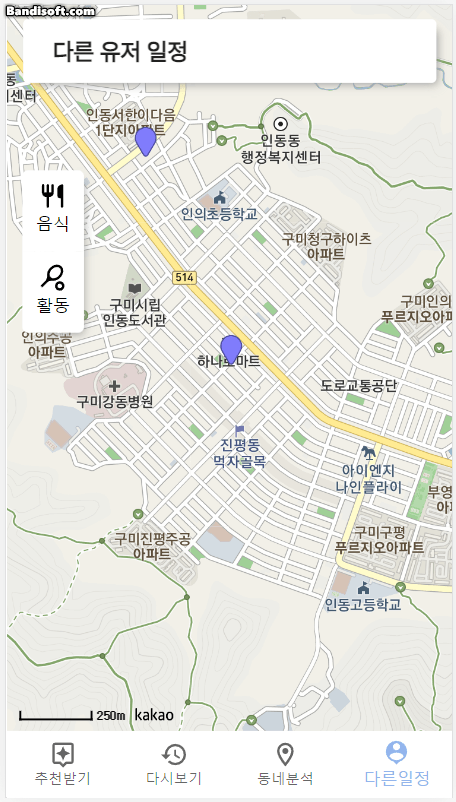 Bandisoft.com
다른 유저 일정
인동서한이다음
1단지아파트
인동동
행정복지센터
음식
인의초등학교
구미청구하이츠
아파트
활동
514
구미시립
인동도서관
구미인의
푸르지오아파트
인의주공
아파트
하나로마트
도로교통공단
구미강동병원
진평동
먹자골목
아이엔지
나인플라이
부영
아파
구미진평주공
아파트
구미구평
푸르지오아파트
인동고등학교
250m kakao
추천받기
다시보기
동네분석
다른일정